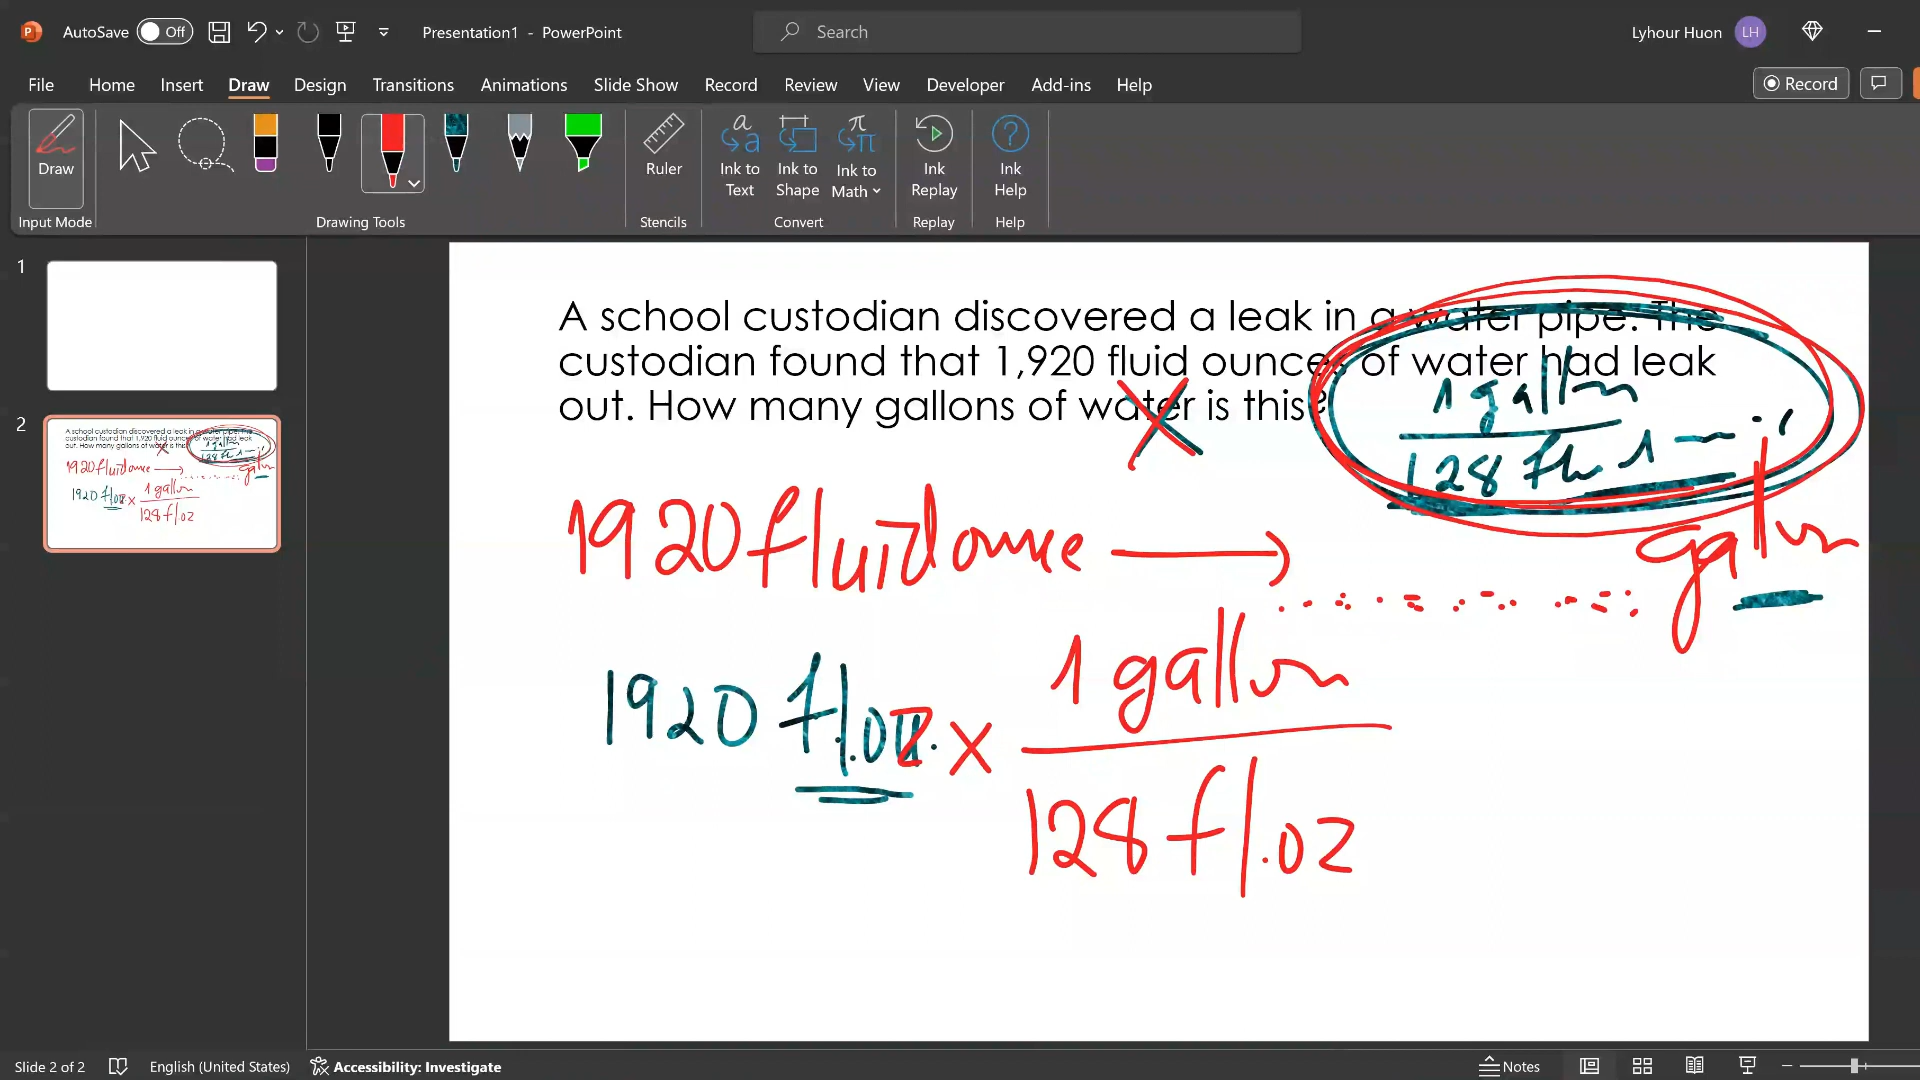 AutoSave Off Presentation1 - PowerPoint Search Lyhour Huon LH
File Home Insert Draw Design Transitions Animations Slide Show Record Review View Developer Add-ins Help Record
Draw Ruler Ink to Text Ink to Shape Ink to Math Ink Replay Ink Help
Input Mode Drawing Tools Stencils Convert Replay Help
1
2
A school custodian discovered a leak in a water pipe. The
custodian found that 1,920 fluid ounces of water had leak
out. How many gallons of water is this?
1 gallon
128
1920 fluid ounce →
gallon
1920 fl.oz. × 1 gallon
128 fl.oz
Slide 2 of 2 English (United States) Accessibility: Investigate Notes